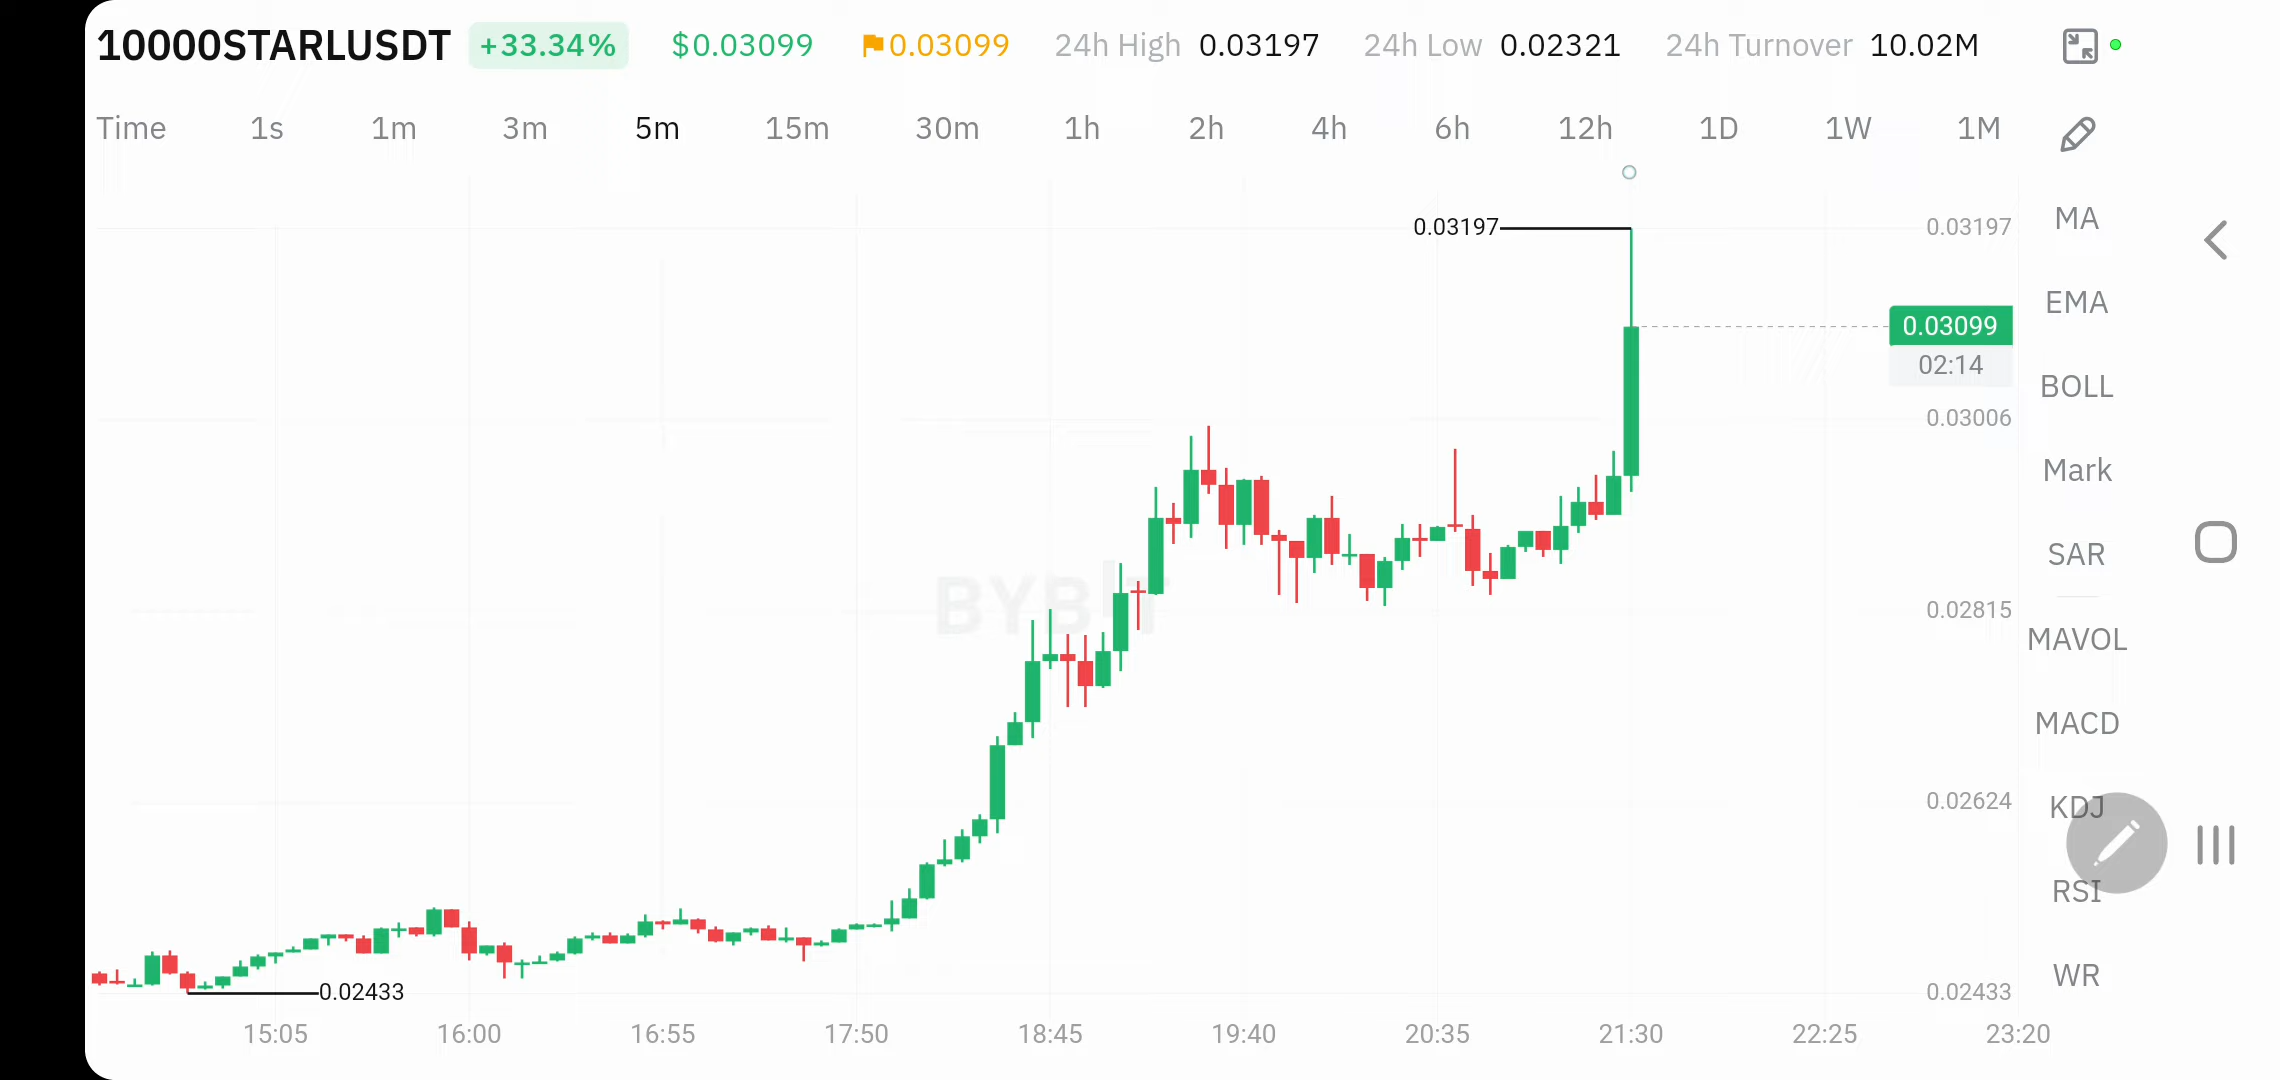 10000STARLUSDT +33.34% $0.03099 0.03099 24h High 0.03197 24h Low 0.02321 24h Turnover 10.02M
Time 1s 1m 3m 5m 15m 30m 1h 2h 4h 6h 12h 1D 1W 1M
MA
0.03197 0.03197
EMA
0.03099
02:14
BOLL
0.03006
Mark
SAR
BYBIT
0.02815
MAVOL
MACD
0.02624
KDJ
RSI
WR
0.02433 0.02433
15:05 16:00 16:55 17:50 18:45 19:40 20:35 21:30 22:25 23:20